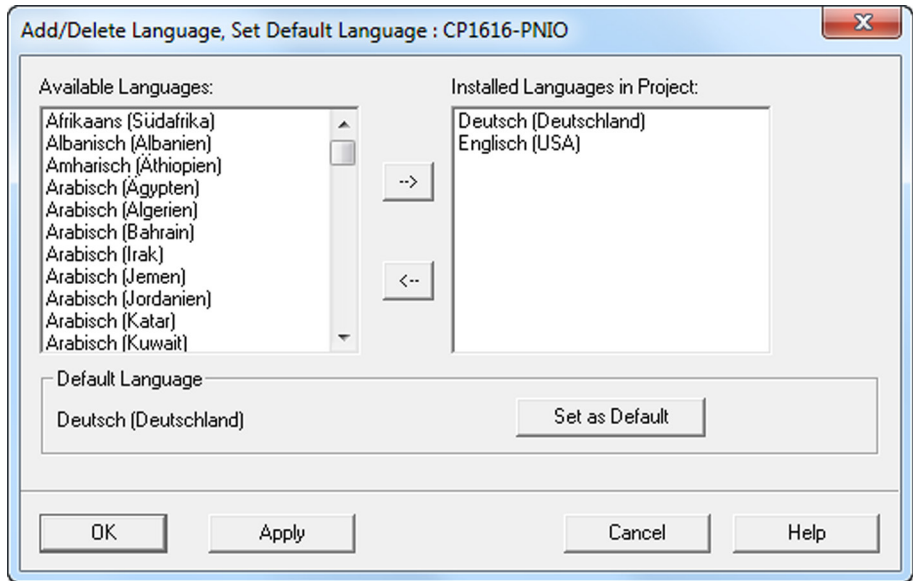 Add/Delete Language, Set Default Language : CP1616-PNIO
Available Languages:
Installed Languages in Project:
Afrikaans (Südafrika)
Albanisch (Albanien)
Amharisch (Äthiopien)
Arabisch (Ägypten)
Arabisch (Algerien)
Arabisch (Bahrain)
Arabisch (Irak)
Arabisch (Jemen)
Arabisch (Jordanien)
Arabisch (Katar)
Arabisch (Kuwait)
-->
<--
Deutsch (Deutschland)
Englisch (USA)
Default Language
Deutsch (Deutschland)
Set as Default
OK
Apply
Cancel
Help